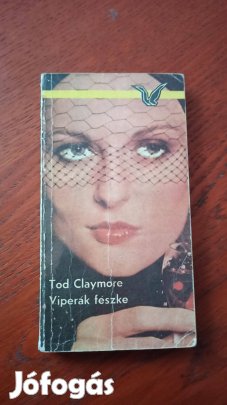 Tod Claymore
Viperák fészke
Jófogás